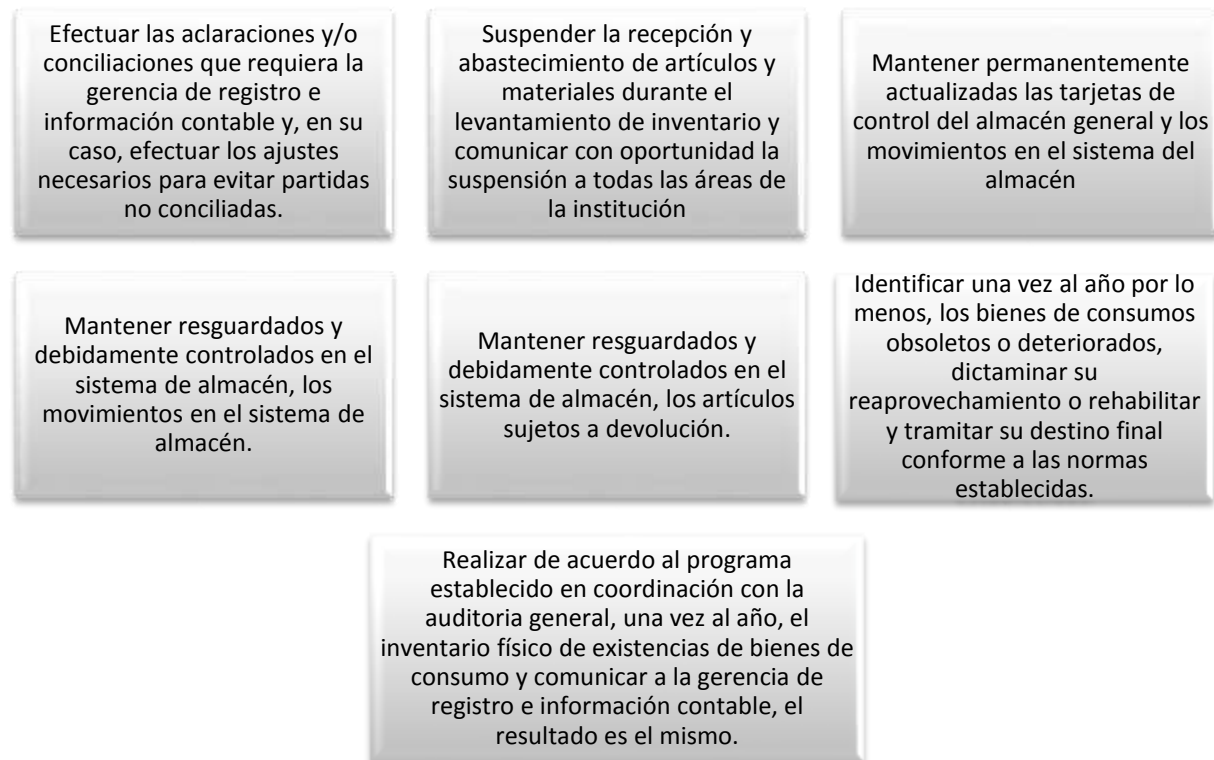 Efectuar las aclaraciones y/o
conciliaciones que requiera la
gerencia de registro e
información contable y, en su
caso, efectuar los ajustes
necesarios para evitar partidas
no conciliadas.
Suspender la recepción y
abastecimiento de artículos y
materiales durante el
levantamiento de inventario y
comunicar con oportunidad la
suspensión a todas las áreas de
la institución
Mantener permanentemente
actualizadas las tarjetas de
control del almacén general y los
movimientos en el sistema del
almacén
Mantener resguardados y
debidamente controlados en el
sistema de almacén, los
movimientos en el sistema de
almacén.
Mantener resguardados y
debidamente controlados en el
sistema de almacén, los artículos
sujetos a devolución.
Identificar una vez al año por lo
menos, los bienes de consumos
obsoletos o deteriorados,
dictaminar su
reaprovechamiento o rehabilitar
y tramitar su destino final
conforme a las normas
establecidas.
Realizar de acuerdo al programa
establecido en coordinación con la
auditoria general, una vez al año, el
inventario físico de existencias de bienes de
consumo y comunicar a la gerencia de
registro e información contable, el
resultado es el mismo.